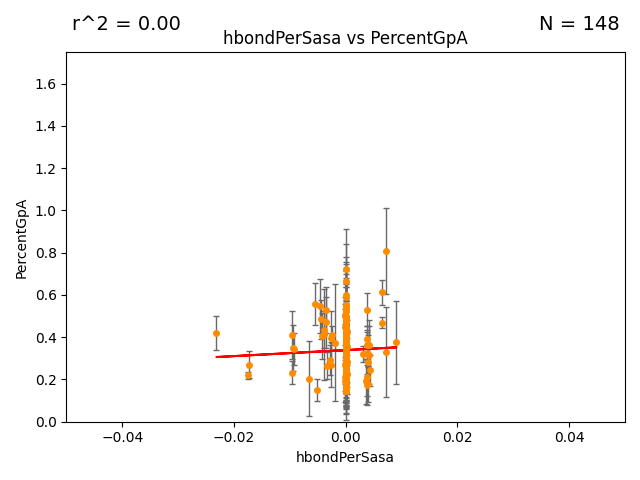 r^2 = 0.00
N = 148
hbondPerSasa vs PercentGpA
PercentGpA
1.6
1.4
1.2
1.0
0.8
0.6
0.4
0.2
0.0
−0.04
−0.02
0.00
0.02
0.04
hbondPerSasa